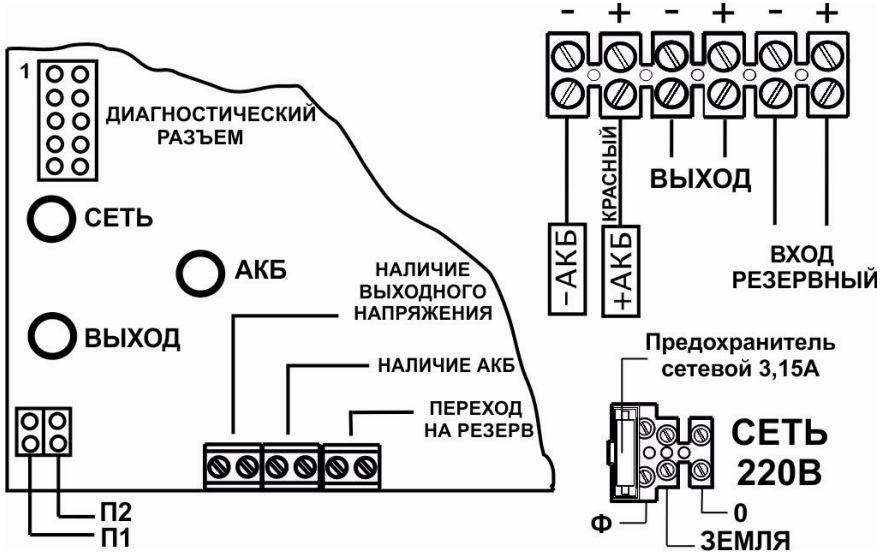 1
ДИАГНОСТИЧЕСКИЙ
РАЗЪЕМ
СЕТЬ
АКБ
ВЫХОД
НАЛИЧИЕ
ВЫХОДНОГО
НАПРЯЖЕНИЯ
НАЛИЧИЕ АКБ
ПЕРЕХОД
НА РЕЗЕРВ
П2
П1
- + - + - +
КРАСНЫЙ
-АКБ
+АКБ
ВЫХОД
ВХОД
РЕЗЕРВНЫЙ
Предохранитель
сетевой 3,15А
СЕТЬ
220В
Ф
0
ЗЕМЛЯ